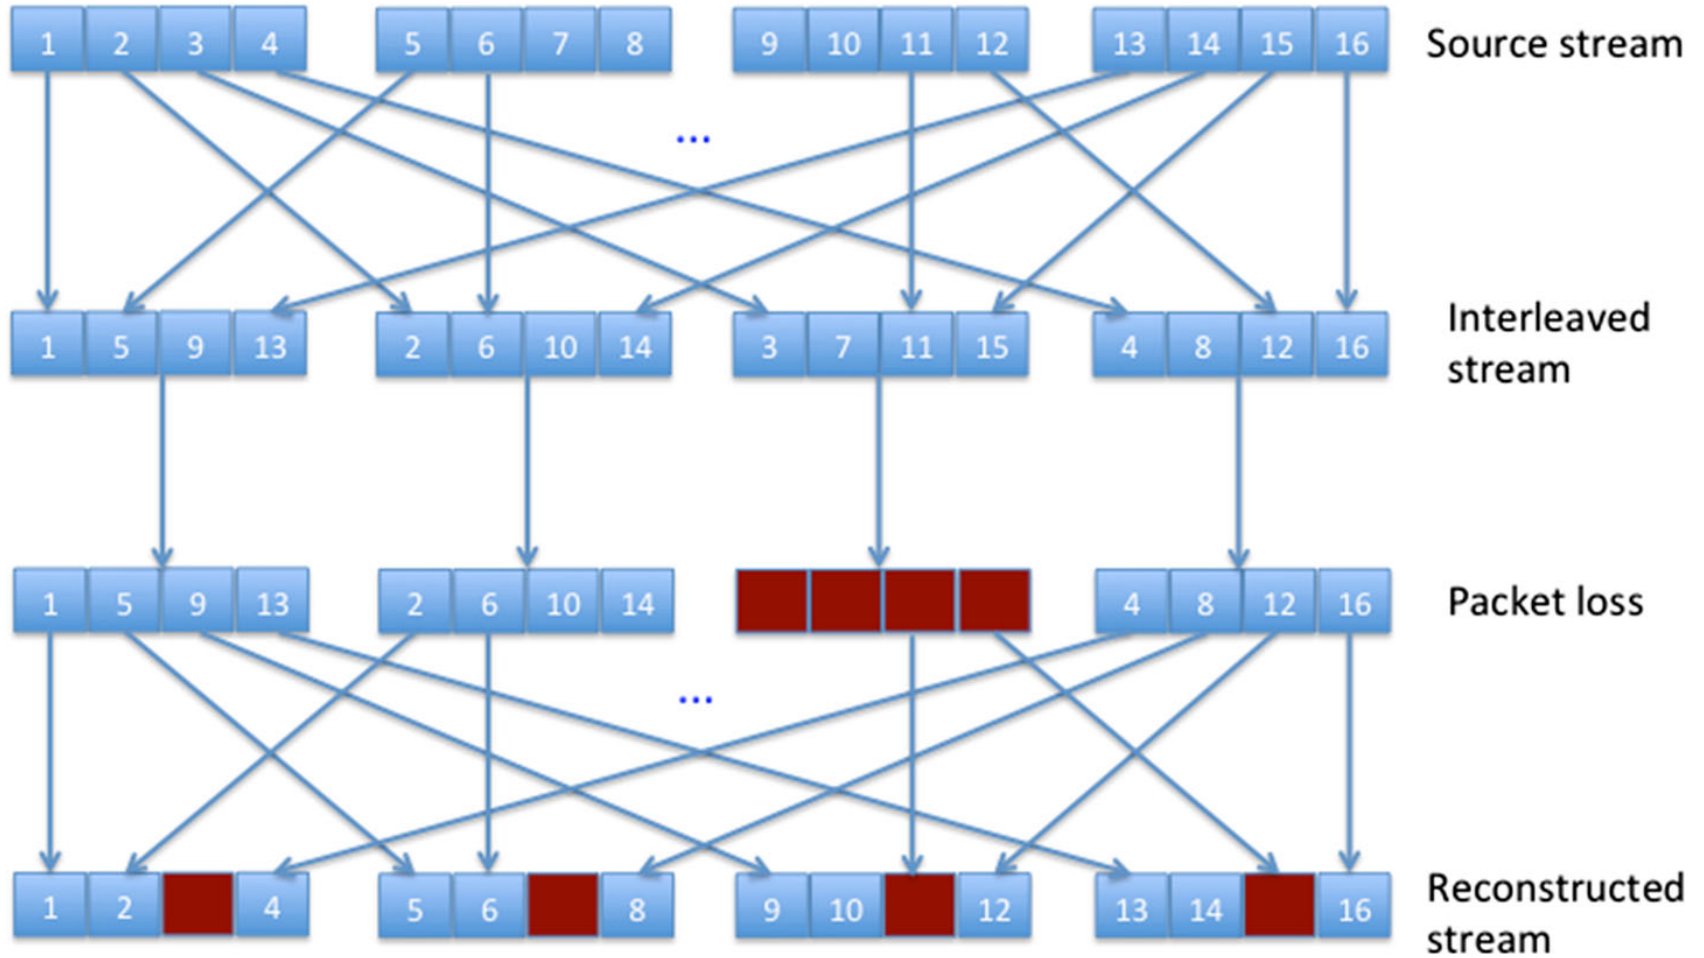 1 2 3 4 5 6 7 8 9 10 11 12 13 14 15 16 Source stream
...
1 5 9 13 2 6 10 14 3 7 11 15 4 8 12 16 Interleaved
stream
1 5 9 13 2 6 10 14 4 8 12 16 Packet loss
...
1 2 4 5 6 8 9 10 12 13 14 16 Reconstructed
stream